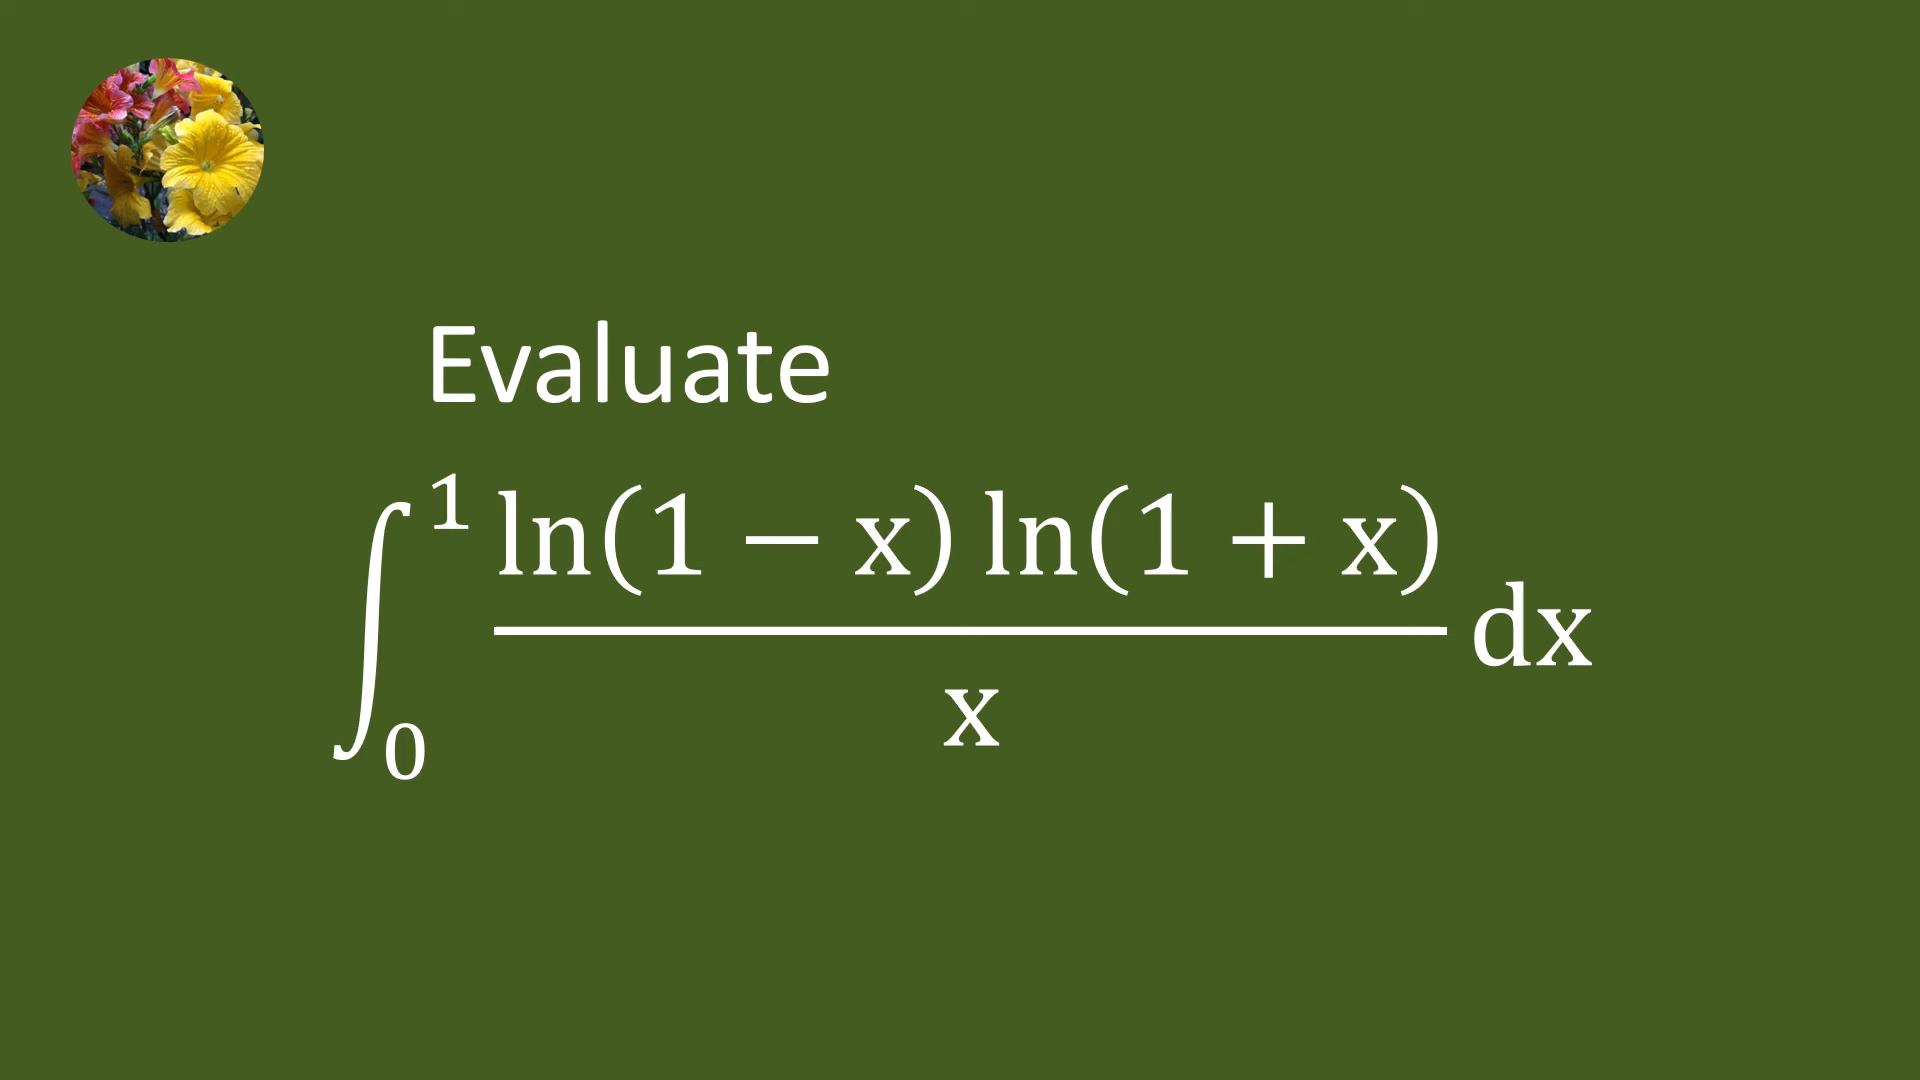 Evaluate
∫₀¹ ln(1 − x) ln(1 + x) / x dx